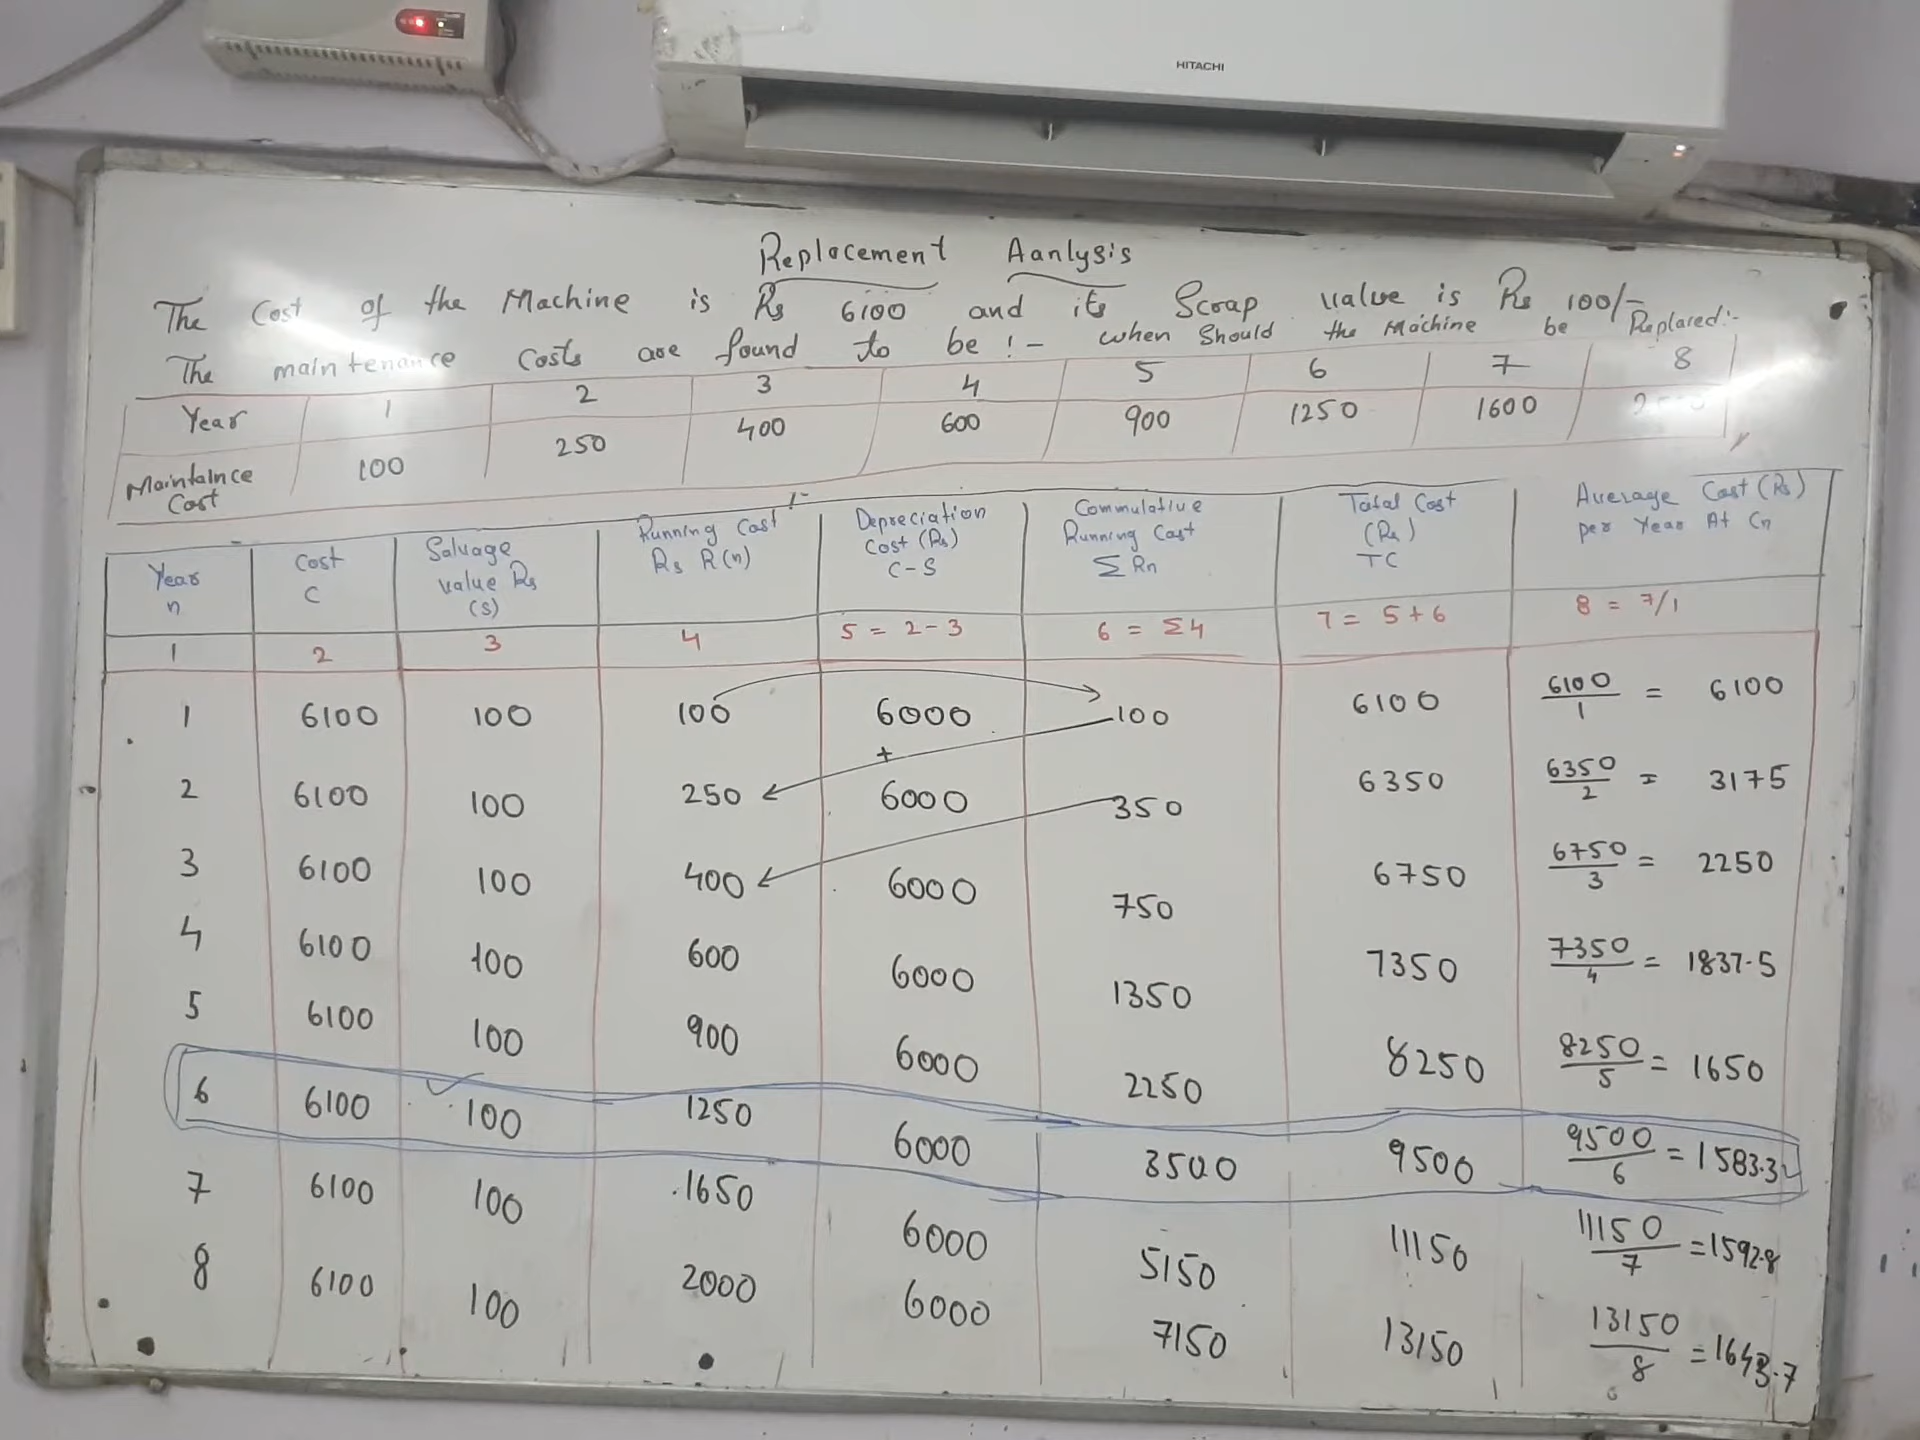 HITACHI
Replacement Aanlysis
The Cost of the Machine is Rs 6100 and its Scrap value is Rs 100/-
The maintenance Costs are found to be :- when Should the Machine be Replared:-
Year 1 2 3 4 5 6 7 8
Maintaince Cost 100 250 400 600 900 1250 1600
Year n
Cost C
Salvage value Rs (S)
Running Cost Rs R(n)
Depreciation Cost (Rs) C-S
Commulative Running Cost ΣRn
Total Cost (Rs) TC
Average Cost (Rs) per Year At Cn
1 2 3 4 5 = 2-3 6 = Σ4 7 = 5+6 8 = 7/1
1 6100 100 100 6000 100 6100 6100/1 = 6100
+
2 6100 100 250 6000 350 6350 6350/2 = 3175
3 6100 100 400 6000 750 6750 6750/3 = 2250
4 6100 100 600 6000 1350 7350 7350/4 = 1837.5
5 6100 100 900 6000 2250 8250 8250/5 = 1650
6 6100 100 1250 6000 3500 9500 9500/6 = 1583.3
7 6100 100 1650 6000 5150 11150 11150/7 = 1592.8
8 6100 100 2000 6000 7150 13150 13150/8 = 1643.7